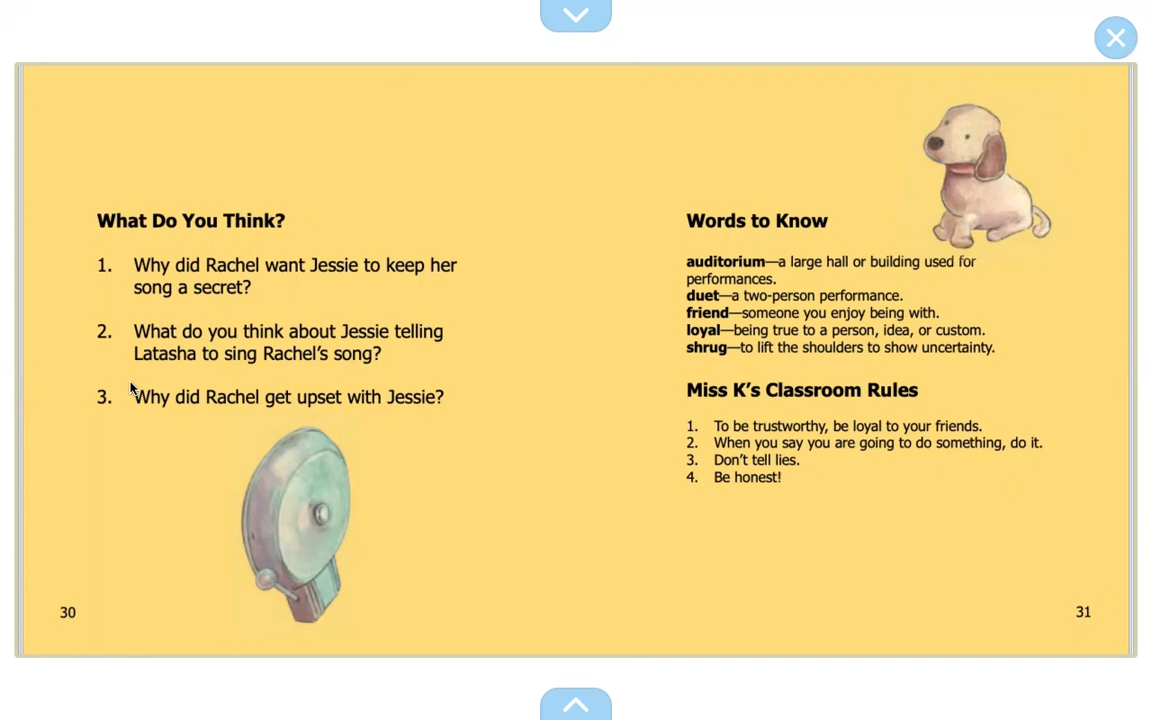 What Do You Think?
1. Why did Rachel want Jessie to keep her
song a secret?
2. What do you think about Jessie telling
Latasha to sing Rachel's song?
3. Why did Rachel get upset with Jessie?
30
Words to Know
auditorium—a large hall or building used for
performances.
duet—a two-person performance.
friend—someone you enjoy being with.
loyal—being true to a person, idea, or custom.
shrug—to lift the shoulders to show uncertainty.
Miss K's Classroom Rules
1. To be trustworthy, be loyal to your friends.
2. When you say you are going to do something, do it.
3. Don't tell lies.
4. Be honest!
31